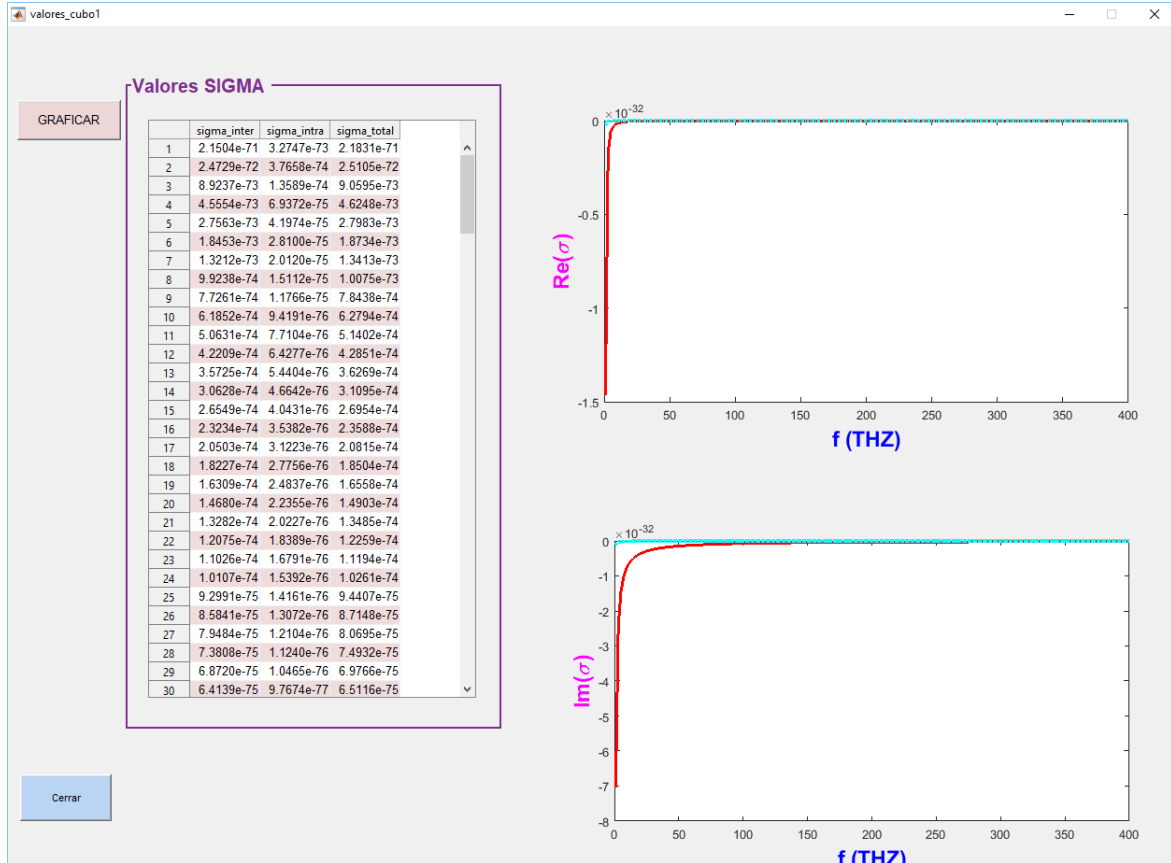 valores_cubo1
GRAFICAR
Valores SIGMA
sigma_inter sigma_intra sigma_total
1 2.1504e-71 3.2747e-73 2.1831e-71
2 2.4729e-72 3.7658e-74 2.5105e-72
3 8.9237e-73 1.3589e-74 9.0595e-73
4 4.5554e-73 6.9372e-75 4.6248e-73
5 2.7563e-73 4.1974e-75 2.7983e-73
6 1.8453e-73 2.8100e-75 1.8734e-73
7 1.3212e-73 2.0120e-75 1.3413e-73
8 9.9238e-74 1.5112e-75 1.0075e-73
9 7.7261e-74 1.1766e-75 7.8438e-74
10 6.1852e-74 9.4191e-76 6.2794e-74
11 5.0631e-74 7.7104e-76 5.1402e-74
12 4.2209e-74 6.4277e-76 4.2851e-74
13 3.5725e-74 5.4404e-76 3.6269e-74
14 3.0628e-74 4.6642e-76 3.1095e-74
15 2.6549e-74 4.0431e-76 2.6954e-74
16 2.3234e-74 3.5382e-76 2.3588e-74
17 2.0503e-74 3.1223e-76 2.0815e-74
18 1.8227e-74 2.7756e-76 1.8504e-74
19 1.6309e-74 2.4837e-76 1.6558e-74
20 1.4680e-74 2.2355e-76 1.4903e-74
21 1.3282e-74 2.0227e-76 1.3485e-74
22 1.2075e-74 1.8389e-76 1.2259e-74
23 1.1026e-74 1.6791e-76 1.1194e-74
24 1.0107e-74 1.5392e-76 1.0261e-74
25 9.2991e-75 1.4161e-76 9.4407e-75
26 8.5841e-75 1.3072e-76 8.7148e-75
27 7.9484e-75 1.2104e-76 8.0695e-75
28 7.3808e-75 1.1240e-76 7.4932e-75
29 6.8720e-75 1.0465e-76 6.9766e-75
30 6.4139e-75 9.7674e-77 6.5116e-75
Cerrar
×10^-32
0
-0.5
-1
-1.5
Re(σ)
0 50 100 150 200 250 300 350 400
f (THZ)
×10^-32
0
-1
-2
-3
-4
-5
-6
-7
-8
Im(σ)
0 50 100 150 200 250 300 350 400
f (THZ)